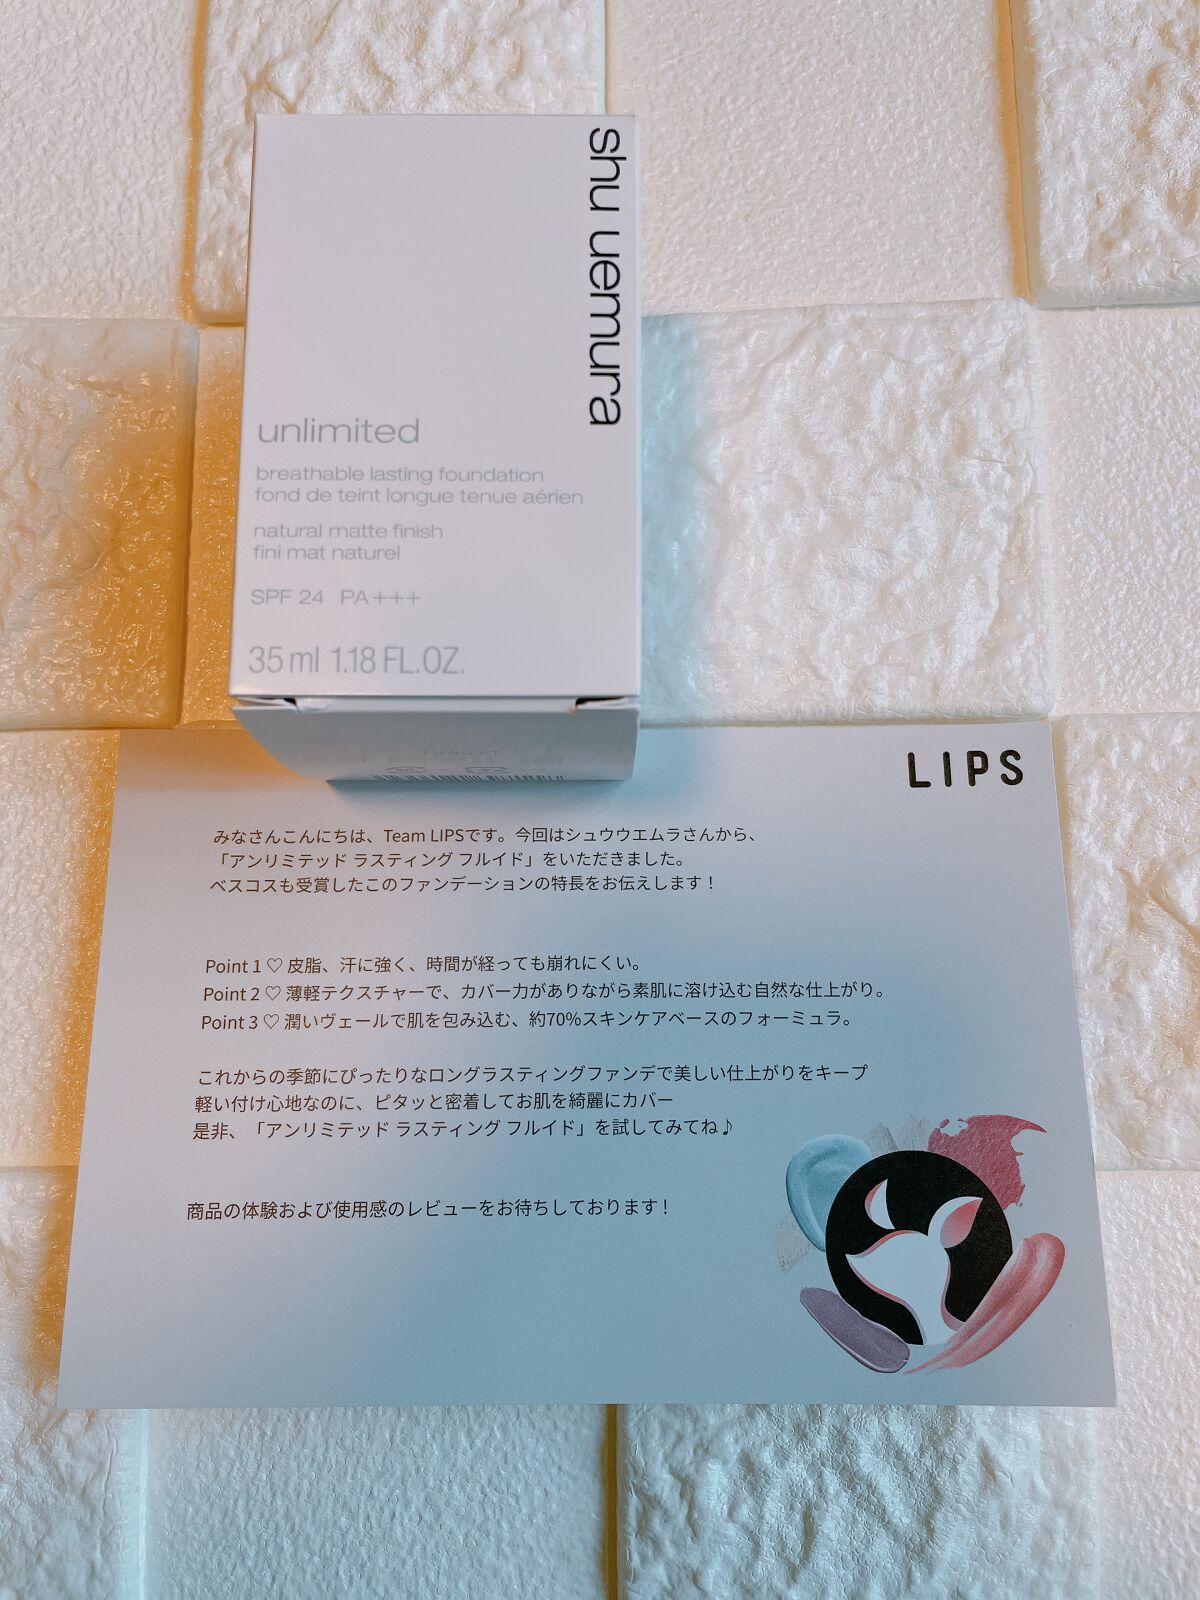 shu uemura
unlimited
breathable lasting foundation
fond de teint longue tenue aérien
natural matte finish
fini mat naturel
SPF 24 PA+++
35 ml 1.18 FL.OZ.
LIPS
みなさんこんにちは、Team LIPSです。今回はシュウウエムラさんから、
「アンリミテッド ラスティング フルイド」をいただきました。
ベスコスも受賞したこのファンデーションの特長をお伝えします！
Point 1 ♡ 皮脂、汗に強く、時間が経っても崩れにくい。
Point 2 ♡ 薄軽テクスチャーで、カバー力がありながら素肌に溶け込む自然な仕上がり。
Point 3 ♡ 潤いヴェールで肌を包み込む、約70%スキンケアベースのフォーミュラ。
これからの季節にぴったりなロングラスティングファンデで美しい仕上がりをキープ
軽い付け心地なのに、ピタッと密着してお肌を綺麗にカバー
是非、「アンリミテッド ラスティング フルイド」を試してみてね♪
商品の体験および使用感のレビューをお待ちしております！